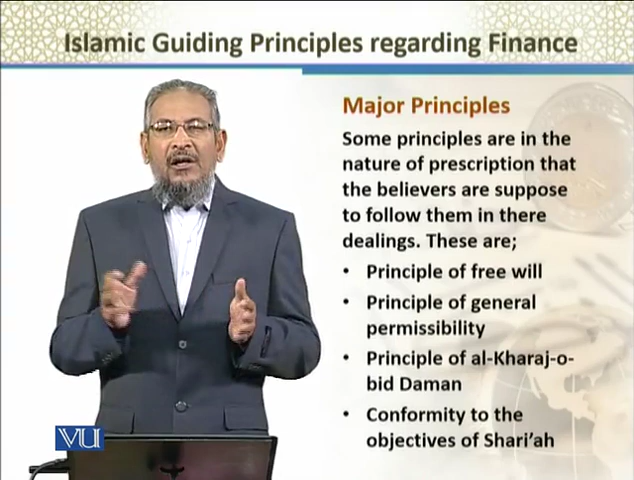 Islamic Guiding Principles regarding Finance
Major Principles
Some principles are in the
nature of prescription that
the believers are suppose
to follow them in there
dealings. These are;
• Principle of free will
• Principle of general
permissibility
• Principle of al-Kharaj-o-
bid Daman
• Conformity to the
objectives of Shari'ah
VU